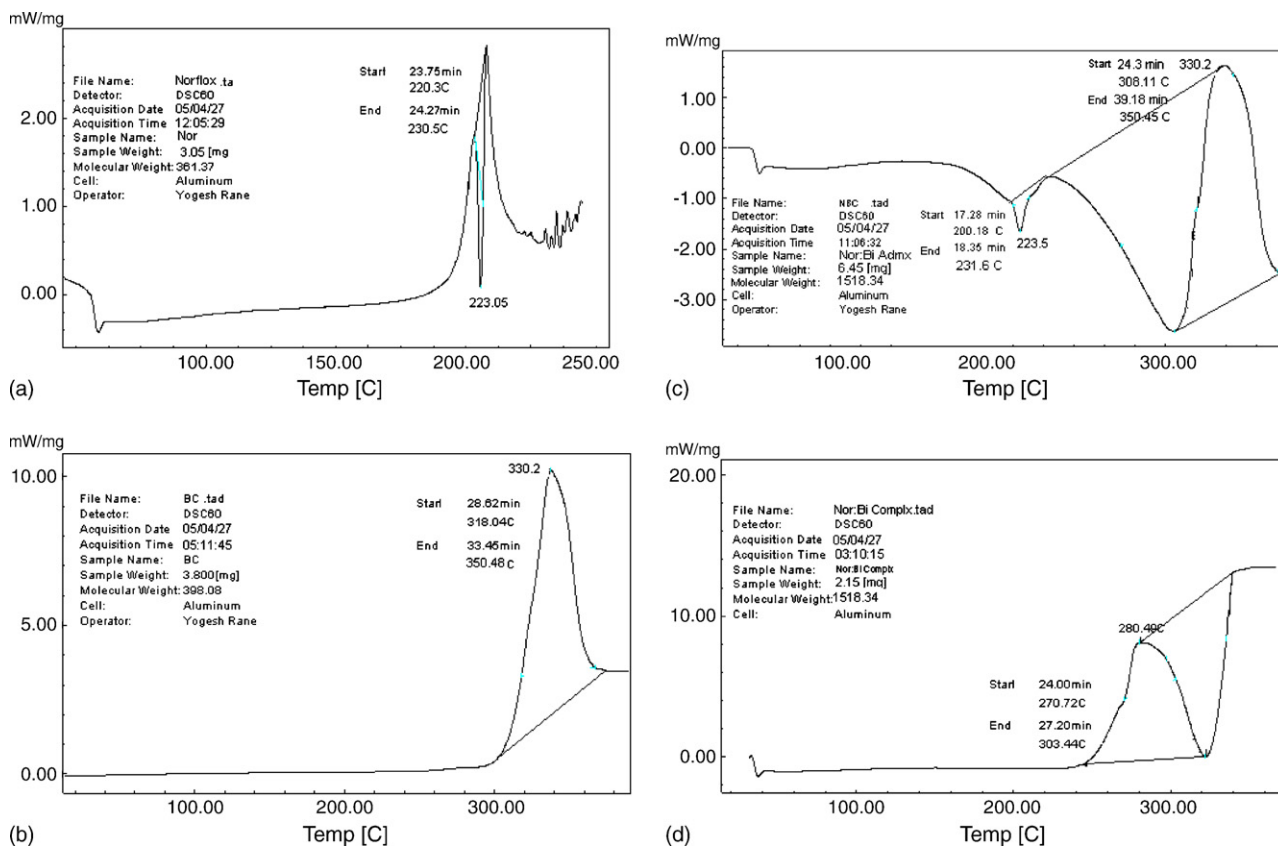 mW/mg
2.00
1.00
0.00
File Name: Norflox .ta
Detector: DSC60
Acquisition Date 05/04/27
Acquisition Time 12:05:29
Sample Name: Nor
Sample Weight: 3.05 [mg
Molecular Weight: 361.37
Cell: Aluminum
Operator: Yogesh Rane
Start 23.75min
220.3C
End 24.27min
230.5C
223.05
100.00 150.00 200.00 250.00
Temp [C]
(a)
mW/mg
1.00
0.00
-1.00
-2.00
-3.00
Start 24.3 min 330.2
308.11 C
End 39.18 min
350.45 C
File Name: NBC .tad
Detector: DSC60
Acquisition Date 05/04/27
Acquisition Time 11:06:32
Sample Name: Nor:Bi Admx
Sample Weight: 6.45 [mg]
Molecular Weight: 1518.34
Cell: Aluminum
Operator: Yogesh Rane
Start 17.28 min
200.18 C
End 18.35 min
231.6 C
223.5
100.00 200.00 300.00
Temp [C]
(c)
mW/mg
10.00
5.00
0.00
File Name: BC .tad
Detector: DSC60
Acquisition Date 05/04/27
Acquisition Time 05:11:45
Sample Name: BC
Sample Weight: 3.800[mg]
Molecular Weight: 398.08
Cell: Aluminum
Operator: Yogesh Rane
330.2
Start 28.62min
318.04C
End 33.45min
350.48C
100.00 200.00 300.00
Temp [C]
(b)
mW/mg
20.00
10.00
0.00
File Name: Nor:Bi Complx.tad
Detector: DSC60
Acquisition Date 05/04/27
Acquisition Time 03:10:15
Sample Name: Nor:Bi Complx
Sample Weight: 2.15 [mg]
Molecular Weight: 1518.34
Cell: Aluminum
280.49C
Start 24.00min
270.72C
End 27.20min
303.44C
100.00 200.00 300.00
Temp [C]
(d)